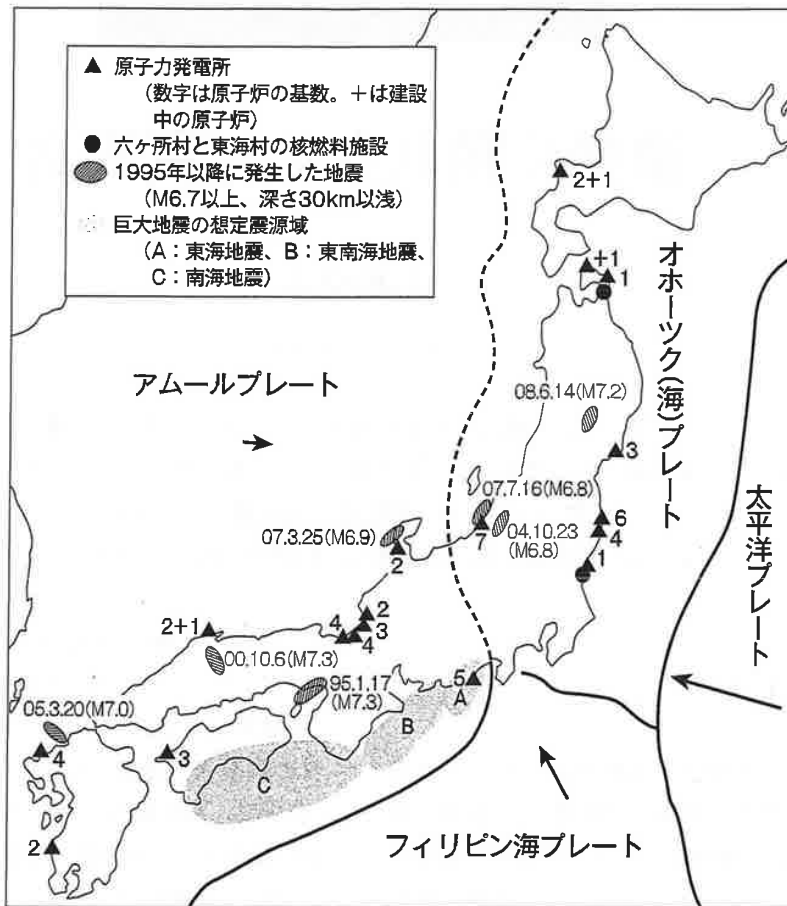 ▲ 原子力発電所
（数字は原子炉の基数。＋は建設
中の原子炉）
● 六ヶ所村と東海村の核燃料施設
1995年以降に発生した地震
（M6.7以上、深さ30km以浅）
巨大地震の想定震源域
（A：東海地震、B：東南海地震、
C：南海地震）
2+1
+1
1
オホーツク（海）プレート
アムールプレート
08.6.14(M7.2)
3
太平洋プレート
07.7.16(M6.8)
7
04.10.23
(M6.8)
6
4
1
07.3.25(M6.9)
2
2
3
4
4
2+1
00.10.6(M7.3)
95.1.17
(M7.3)
5
A
B
C
05.3.20(M7.0)
4
3
2
フィリピン海プレート